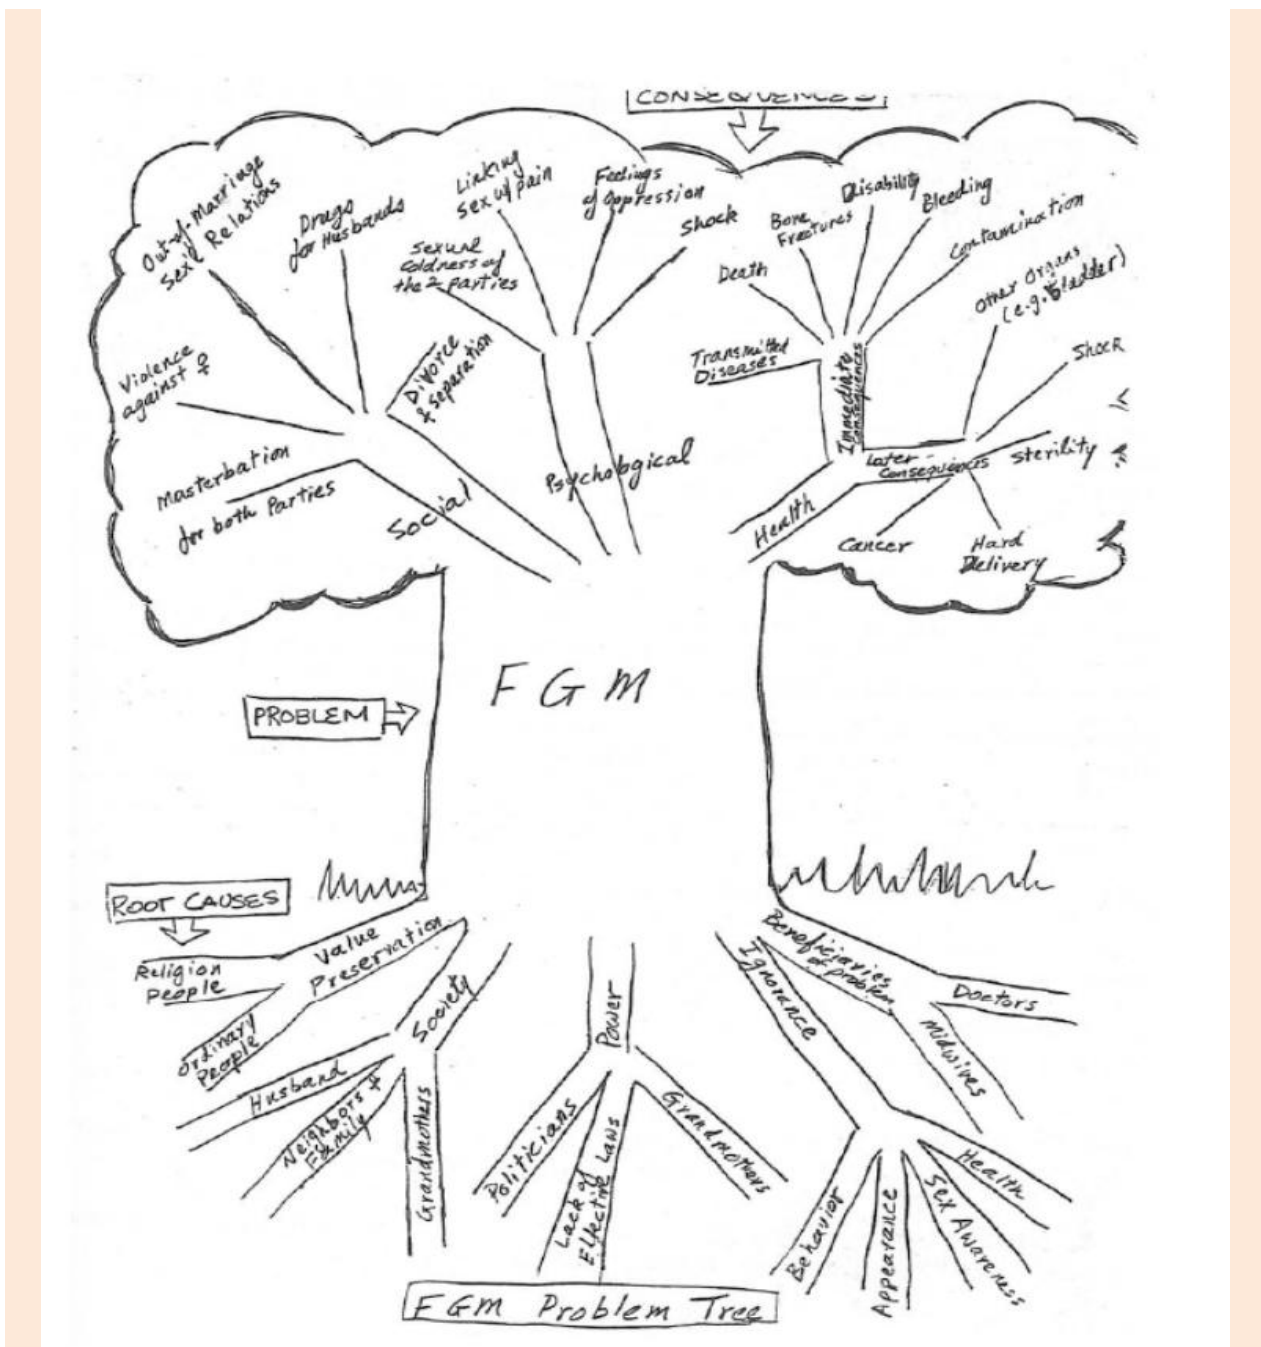 CONSEQUENCES
Out-of-Marriage
Sex'l Relations
Drugs
for Husbands
Linking
sex w/ pain
Feelings
of Oppression
Shock
Sexual
Coldness of
the 2 parties
Divorce
& Separation
Violence
against ♀
Masterbation
for both Parties
Social
Psychological
Health
Immediate
Consequences
Transmitted
Diseases
Death
Bone
Fractures
Disability
Bleeding
Contamination
Later
Consequences
Other Organs
(e.g. Bladder)
Shock
Sterility
Hard
Delivery
Cancer
FGM
PROBLEM
ROOT CAUSES
Value
Preservation
Religion
People
Ordinary
People
Society
Husband
Neighbors &
Family
Grandmothers
Power
Politicians
Lack of
Effective Laws
Grandmothers
Ignorance
Behavior
Appearance
Sex Awareness
Health
Beneficiaries
of problem
Doctors
Midwives
FGM Problem Tree